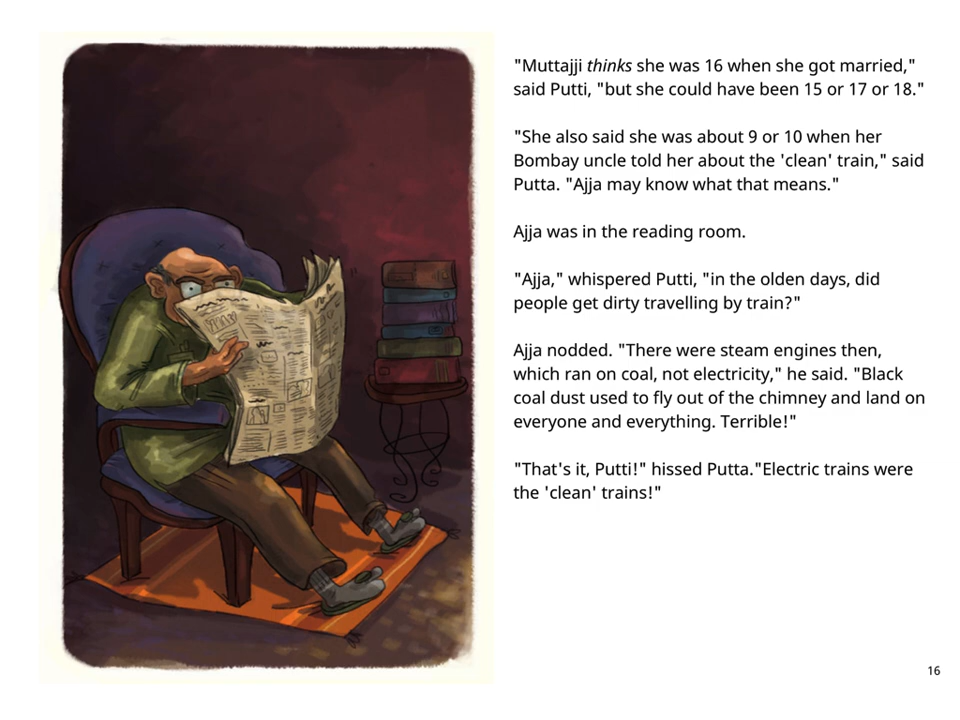 "Muttajji thinks she was 16 when she got married,"
said Putti, "but she could have been 15 or 17 or 18."
"She also said she was about 9 or 10 when her
Bombay uncle told her about the 'clean' train," said
Putta. "Ajja may know what that means."
Ajja was in the reading room.
"Ajja," whispered Putti, "in the olden days, did
people get dirty travelling by train?"
Ajja nodded. "There were steam engines then,
which ran on coal, not electricity," he said. "Black
coal dust used to fly out of the chimney and land on
everyone and everything. Terrible!"
"That's it, Putti!" hissed Putta."Electric trains were
the 'clean' trains!"
16